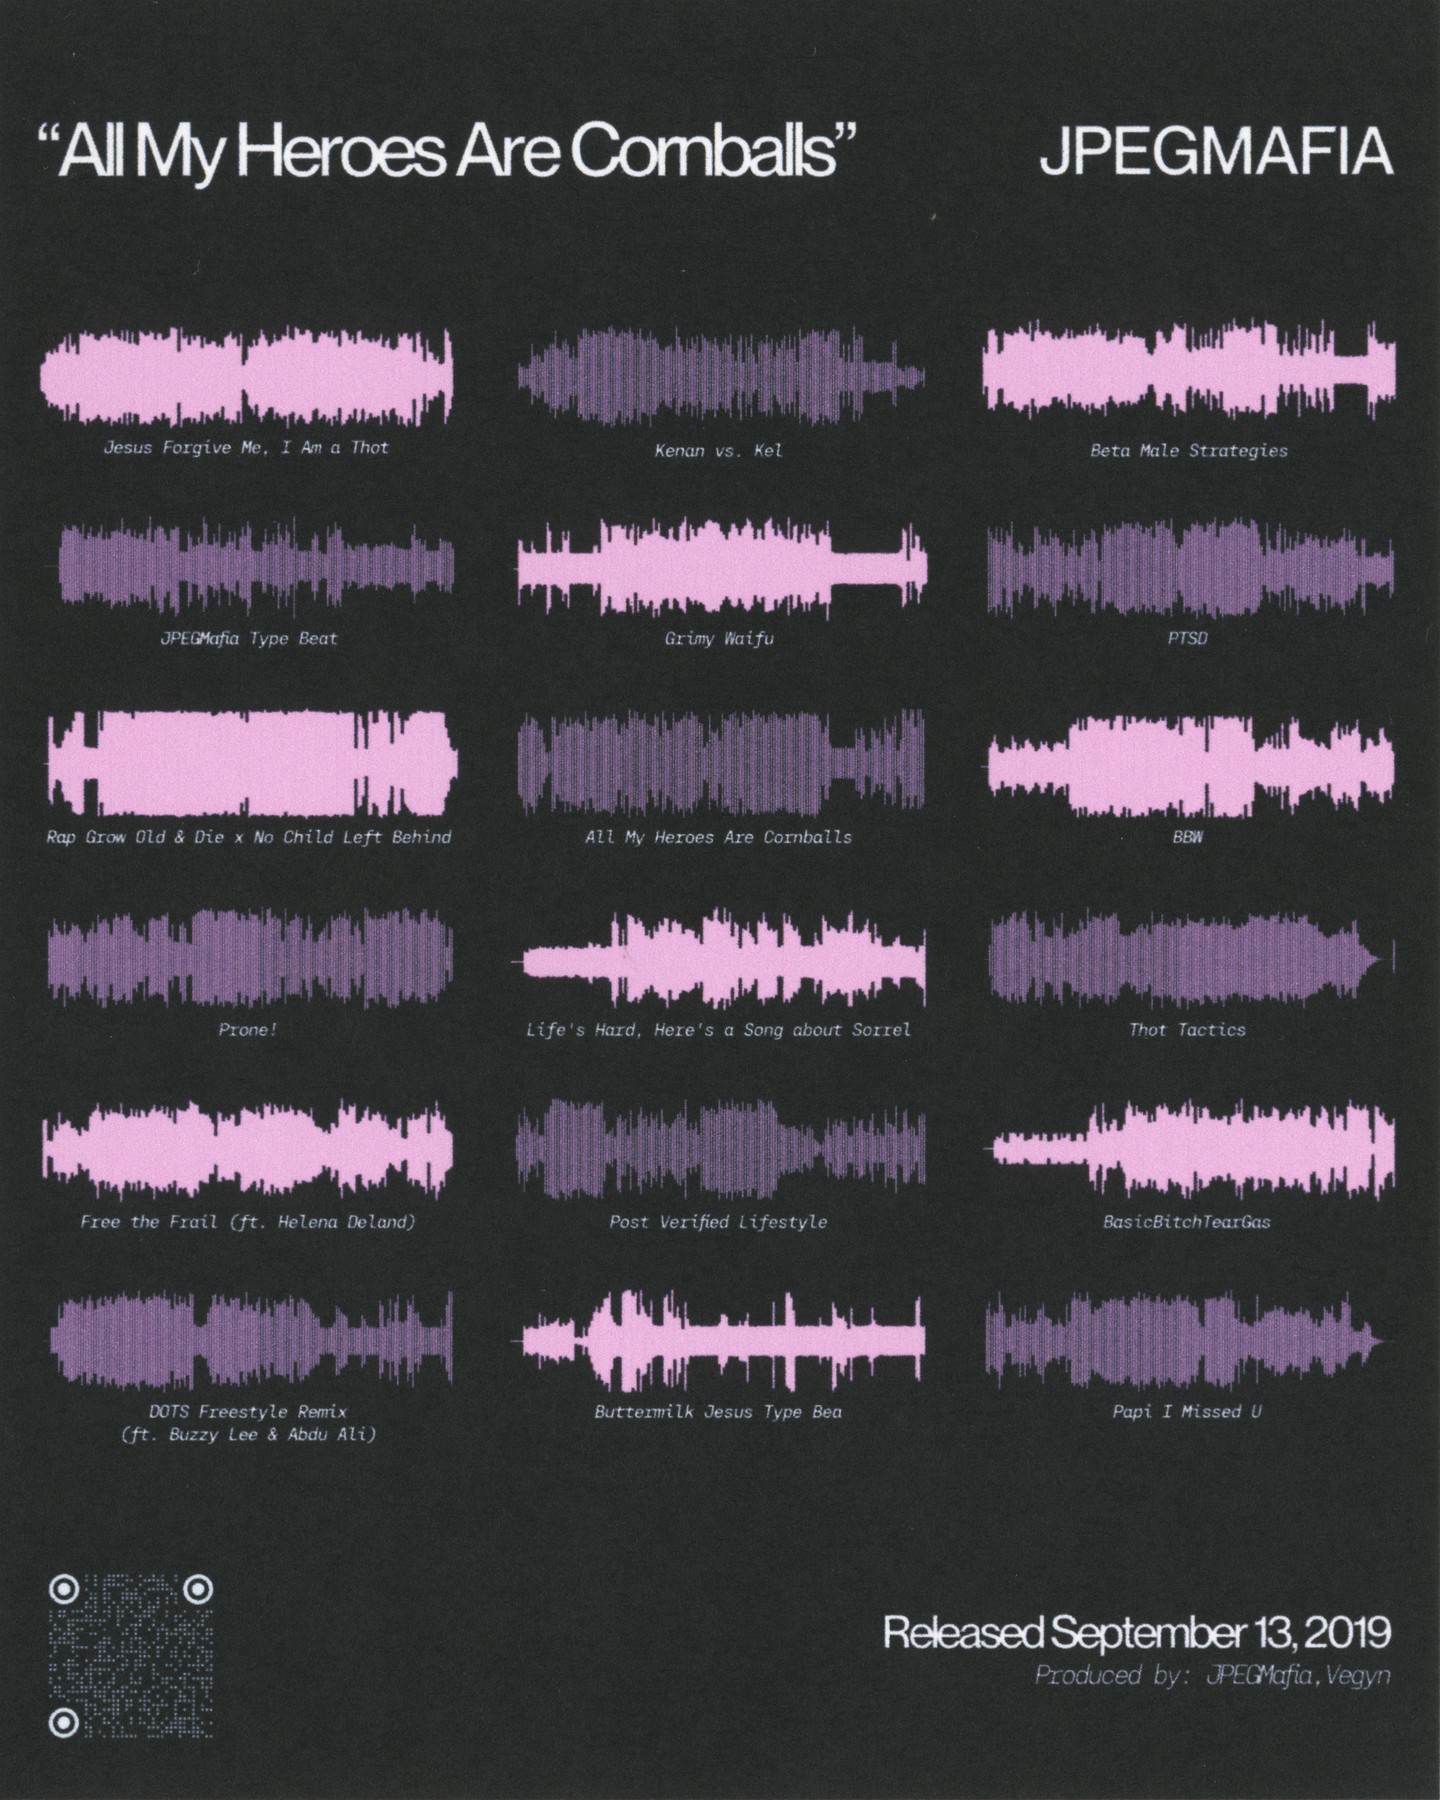 “All My Heroes Are Cornballs”
JPEGMAFIA
Jesus Forgive Me, I Am a Thot
Kenan vs. Kel
Beta Male Strategies
JPEGMafia Type Beat
Grimy Waifu
PTSD
Rap Grow Old & Die x No Child Left Behind
All My Heroes Are Cornballs
BBW
Prone!
Life's Hard, Here's a Song about Sorrel
Thot Tactics
Free the Frail (ft. Helena Deland)
Post Verified Lifestyle
BasicBitchTearGas
DOTS Freestyle Remix
(ft. Buzzy Lee & Abdu Ali)
Buttermilk Jesus Type Bea
Papi I Missed U
Released September 13, 2019
Produced by: JPEGMafia, Vegyn